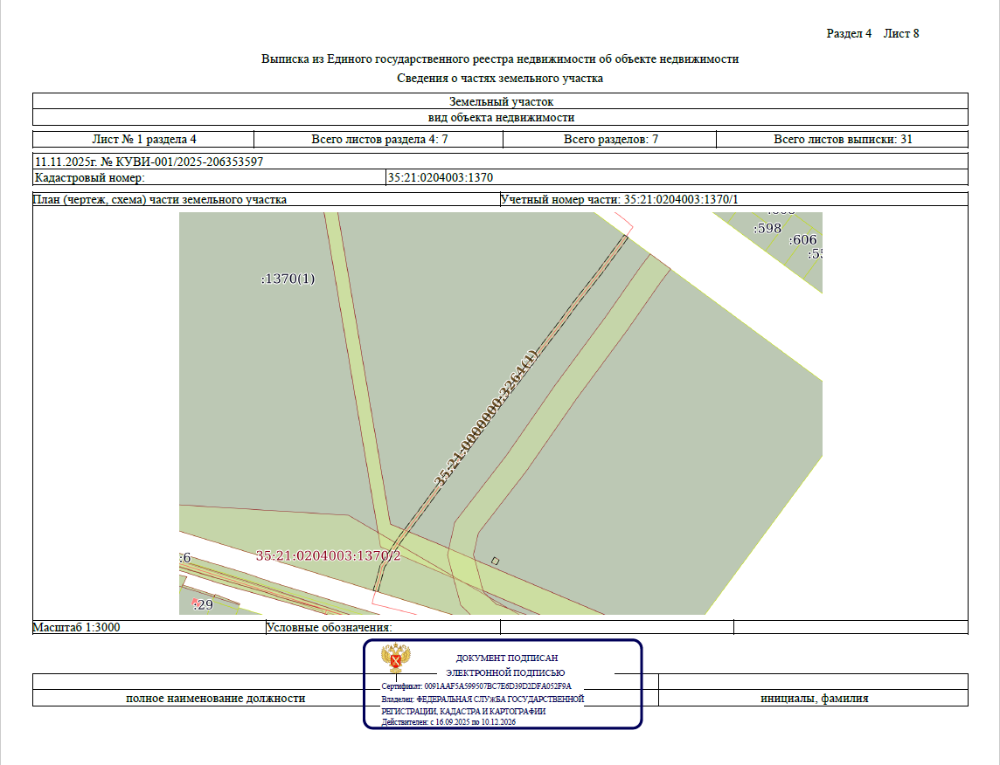 Раздел 4 Лист 8
Выписка из Единого государственного реестра недвижимости об объекте недвижимости
Сведения о частях земельного участка
Земельный участок
вид объекта недвижимости
Лист № 1 раздела 4 Всего листов раздела 4: 7 Всего разделов: 7 Всего листов выписки: 31
11.11.2025г. № КУВИ-001/2025-206353597
Кадастровый номер: 35:21:0204003:1370
План (чертеж, схема) части земельного участка Учетный номер части: 35:21:0204003:1370/1
:598
:606
:1370(1)
35:21:0000000:3264(1)
35:21:0204003:1370/2
:6
:29
Масштаб 1:3000 Условные обозначения:
ДОКУМЕНТ ПОДПИСАН
ЭЛЕКТРОННОЙ ПОДПИСЬЮ
Сертификат: 0091AAF5A599507BC7E6D39D2DFA052F9A
Владелец: ФЕДЕРАЛЬНАЯ СЛУЖБА ГОСУДАРСТВЕННОЙ
РЕГИСТРАЦИИ, КАДАСТРА И КАРТОГРАФИИ
Действителен: с 16.09.2025 по 10.12.2026
полное наименование должности инициалы, фамилия